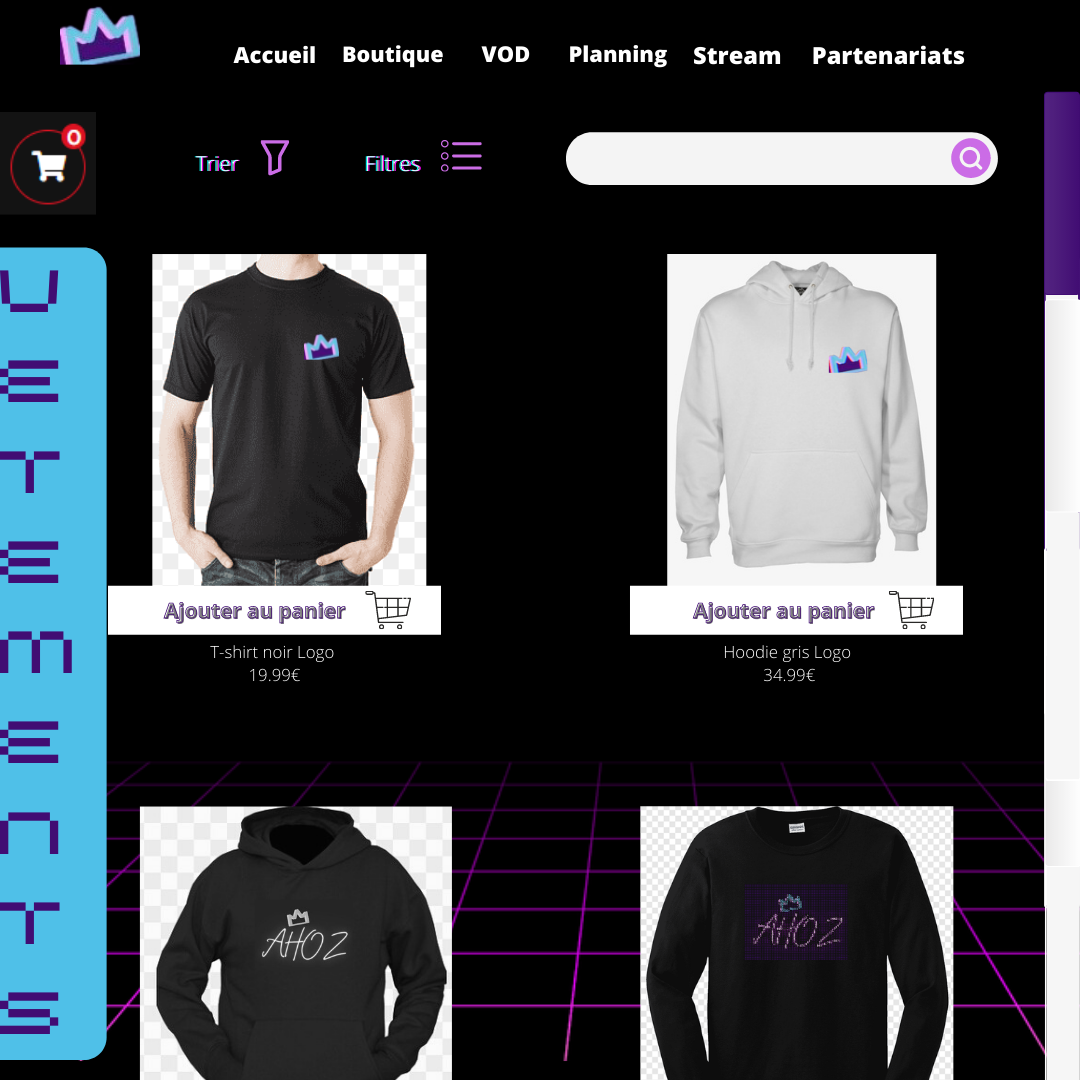 Accueil Boutique VOD Planning Stream Partenariats
0
Trier
Filtres
VETEMENTS
Ajouter au panier
T-shirt noir Logo
19.99€
Ajouter au panier
Hoodie gris Logo
34.99€
AHOZ
AHOZ